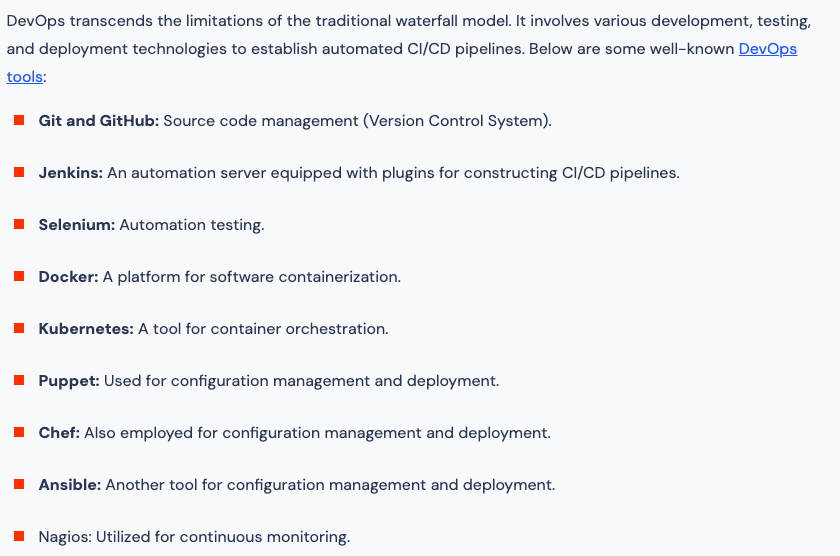 DevOps transcends the limitations of the traditional waterfall model. It involves various development, testing,
and deployment technologies to establish automated CI/CD pipelines. Below are some well-known DevOps
tools:
Git and GitHub: Source code management (Version Control System).
Jenkins: An automation server equipped with plugins for constructing CI/CD pipelines.
Selenium: Automation testing.
Docker: A platform for software containerization.
Kubernetes: A tool for container orchestration.
Puppet: Used for configuration management and deployment.
Chef: Also employed for configuration management and deployment.
Ansible: Another tool for configuration management and deployment.
Nagios: Utilized for continuous monitoring.